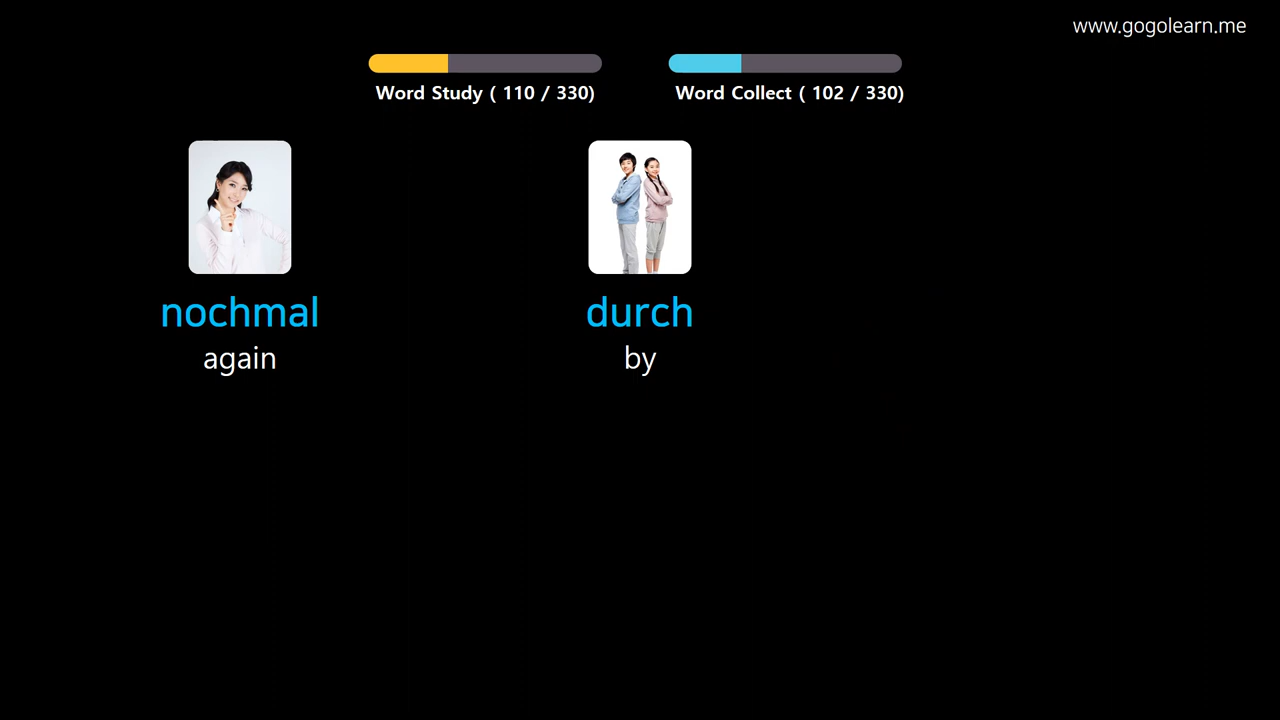 www.gogolearn.me
Word Study ( 110 / 330)
Word Collect ( 102 / 330)
nochmal
again
durch
by